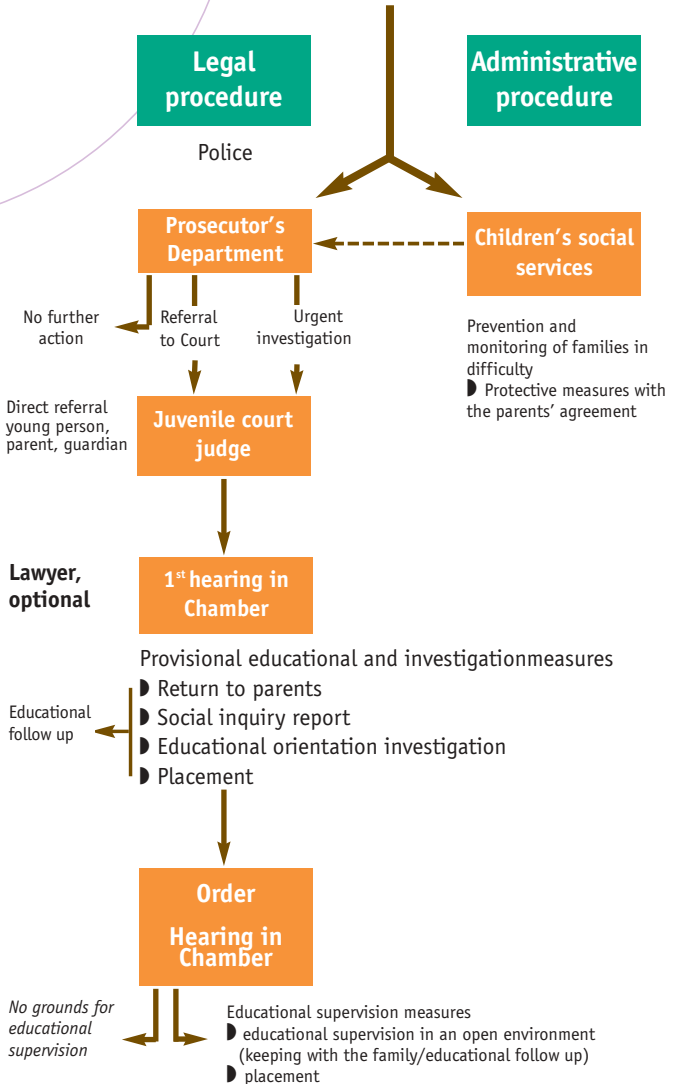 Legal
procedure
Administrative
procedure
Police
Prosecutor's
Department
Children's social
services
No further
action
Referral
to Court
Urgent
investigation
Prevention and
monitoring of families in
difficulty
◗ Protective measures with
the parents' agreement
Direct referral
young person,
parent, guardian
Juvenile court
judge
Lawyer,
optional
1st hearing in
Chamber
Provisional educational and investigationmeasures
◗ Return to parents
◗ Social inquiry report
◗ Educational orientation investigation
◗ Placement
Educational
follow up
Order
Hearing in
Chamber
No grounds for
educational
supervision
Educational supervision measures
◗ educational supervision in an open environment
(keeping with the family/educational follow up)
◗ placement